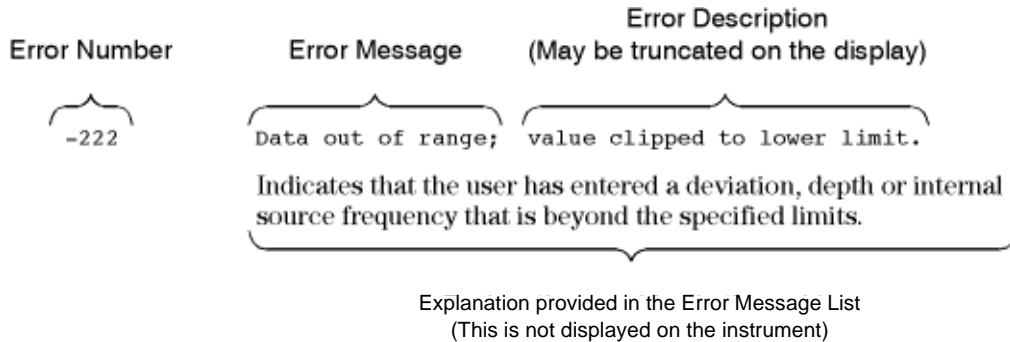 Error Description
Error Number Error Message (May be truncated on the display)
-222 Data out of range; value clipped to lower limit.
Indicates that the user has entered a deviation, depth or internal
source frequency that is beyond the specified limits.
Explanation provided in the Error Message List
(This is not displayed on the instrument)